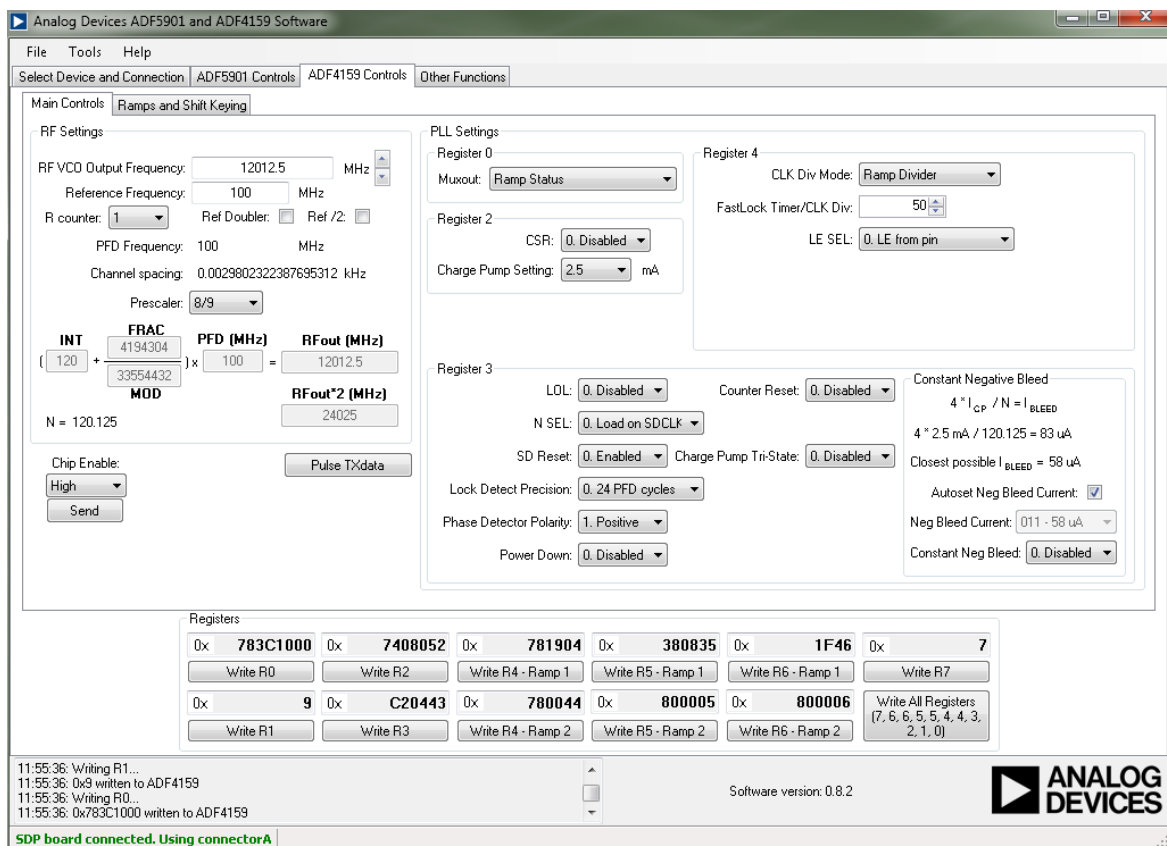 Analog Devices ADF5901 and ADF4159 Software
File Tools Help
Select Device and Connection ADF5901 Controls ADF4159 Controls Other Functions
Main Controls Ramps and Shift Keying
RF Settings
RF VCO Output Frequency: 12012.5 MHz
Reference Frequency: 100 MHz
R counter: 1 Ref Doubler: Ref /2:
PFD Frequency: 100 MHz
Channel spacing: 0.0029802322387695312 kHz
Prescaler: 8/9
INT FRAC PFD (MHz) RFout (MHz)
( 120 + 4194304 ) x 100 = 12012.5
33554432
MOD RFout*2 (MHz)
24025
N = 120.125
Chip Enable:
High
Send
Pulse TXdata
PLL Settings
Register 0
Muxout: Ramp Status
Register 2
CSR: 0. Disabled
Charge Pump Setting: 2.5 mA
Register 4
CLK Div Mode: Ramp Divider
FastLock Timer/CLK Div: 50
LE SEL: 0. LE from pin
Register 3
LOL: 0. Disabled Counter Reset: 0. Disabled
N SEL: 0. Load on SDCLK
SD Reset: 0. Enabled Charge Pump Tri-State: 0. Disabled
Lock Detect Precision: 0. 24 PFD cycles
Phase Detector Polarity: 1. Positive
Power Down: 0. Disabled
Constant Negative Bleed
4 * I CP / N = I BLEED
4 * 2.5 mA / 120.125 = 83 uA
Closest possible I BLEED = 58 uA
Autoset Neg Bleed Current:
Neg Bleed Current: 011 - 58 uA
Constant Neg Bleed: 0. Disabled
Registers
0x 783C1000 0x 7408052 0x 781904 0x 380835 0x 1F46 0x 7
Write R0 Write R2 Write R4 - Ramp 1 Write R5 - Ramp 1 Write R6 - Ramp 1 Write R7
0x 9 0x C20443 0x 780044 0x 800005 0x 800006 Write All Registers
(7, 6, 6, 5, 5, 4, 4, 3,
2, 1, 0)
Write R1 Write R3 Write R4 - Ramp 2 Write R5 - Ramp 2 Write R6 - Ramp 2
11:55:36: Writing R1...
11:55:36: 0x9 written to ADF4159
11:55:36: Writing R0...
11:55:36: 0x783C1000 written to ADF4159
Software version: 0.8.2
ANALOG
DEVICES
SDP board connected. Using connectorA